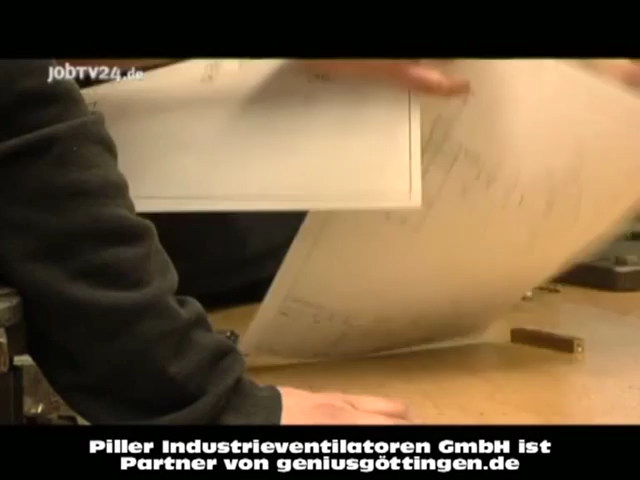 JOBTV24.de
Piller Industrieventilatoren GmbH ist
Partner von geniusgöttingen.de